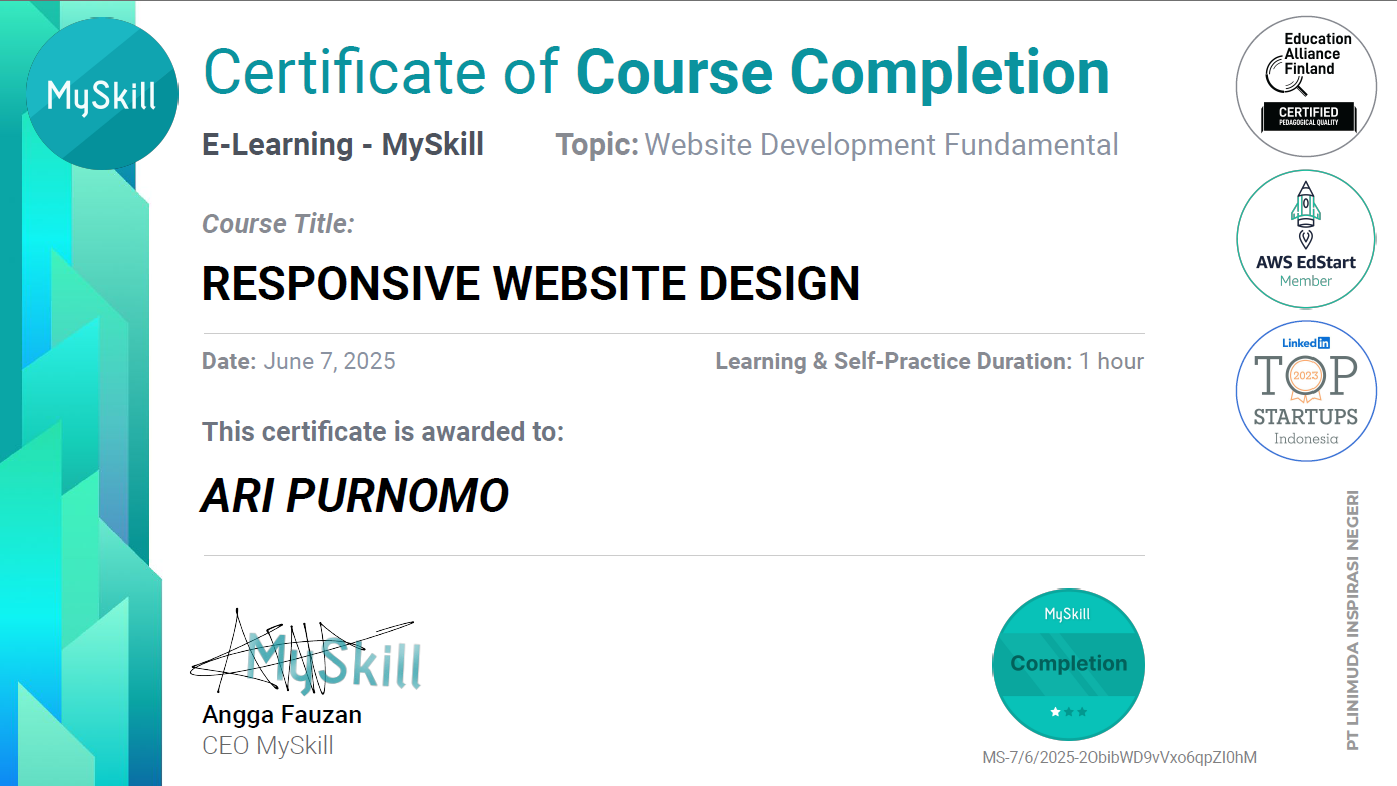 MySkill
Certificate of Course Completion
E-Learning - MySkill
Topic: Website Development Fundamental
Course Title:
RESPONSIVE WEBSITE DESIGN
Date: June 7, 2025
Learning & Self-Practice Duration: 1 hour
This certificate is awarded to:
ARI PURNOMO
MySkill
Angga Fauzan
CEO MySkill
MySkill
Completion
MS-7/6/2025-2ObibWD9vVxo6qpZI0hM
Education
Alliance
Finland
CERTIFIED
PEDAGOGICAL QUALITY
AWS EdStart
Member
Linked in
TOP
2023
STARTUPS
Indonesia
PT LINIMUDA INSPIRASI NEGERI